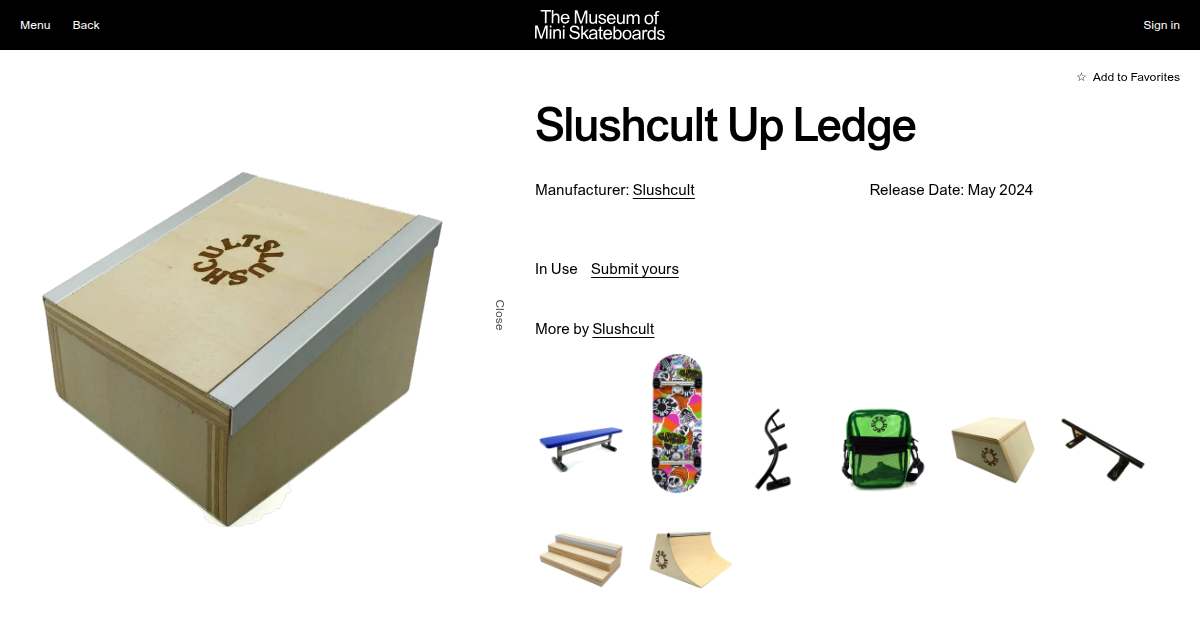 Menu Back
The Museum of
Mini Skateboards
Sign in
☆ Add to Favorites
Slushcult Up Ledge
Manufacturer: Slushcult
Release Date: May 2024
In Use Submit yours
Close
More by Slushcult
SLUSHCULT